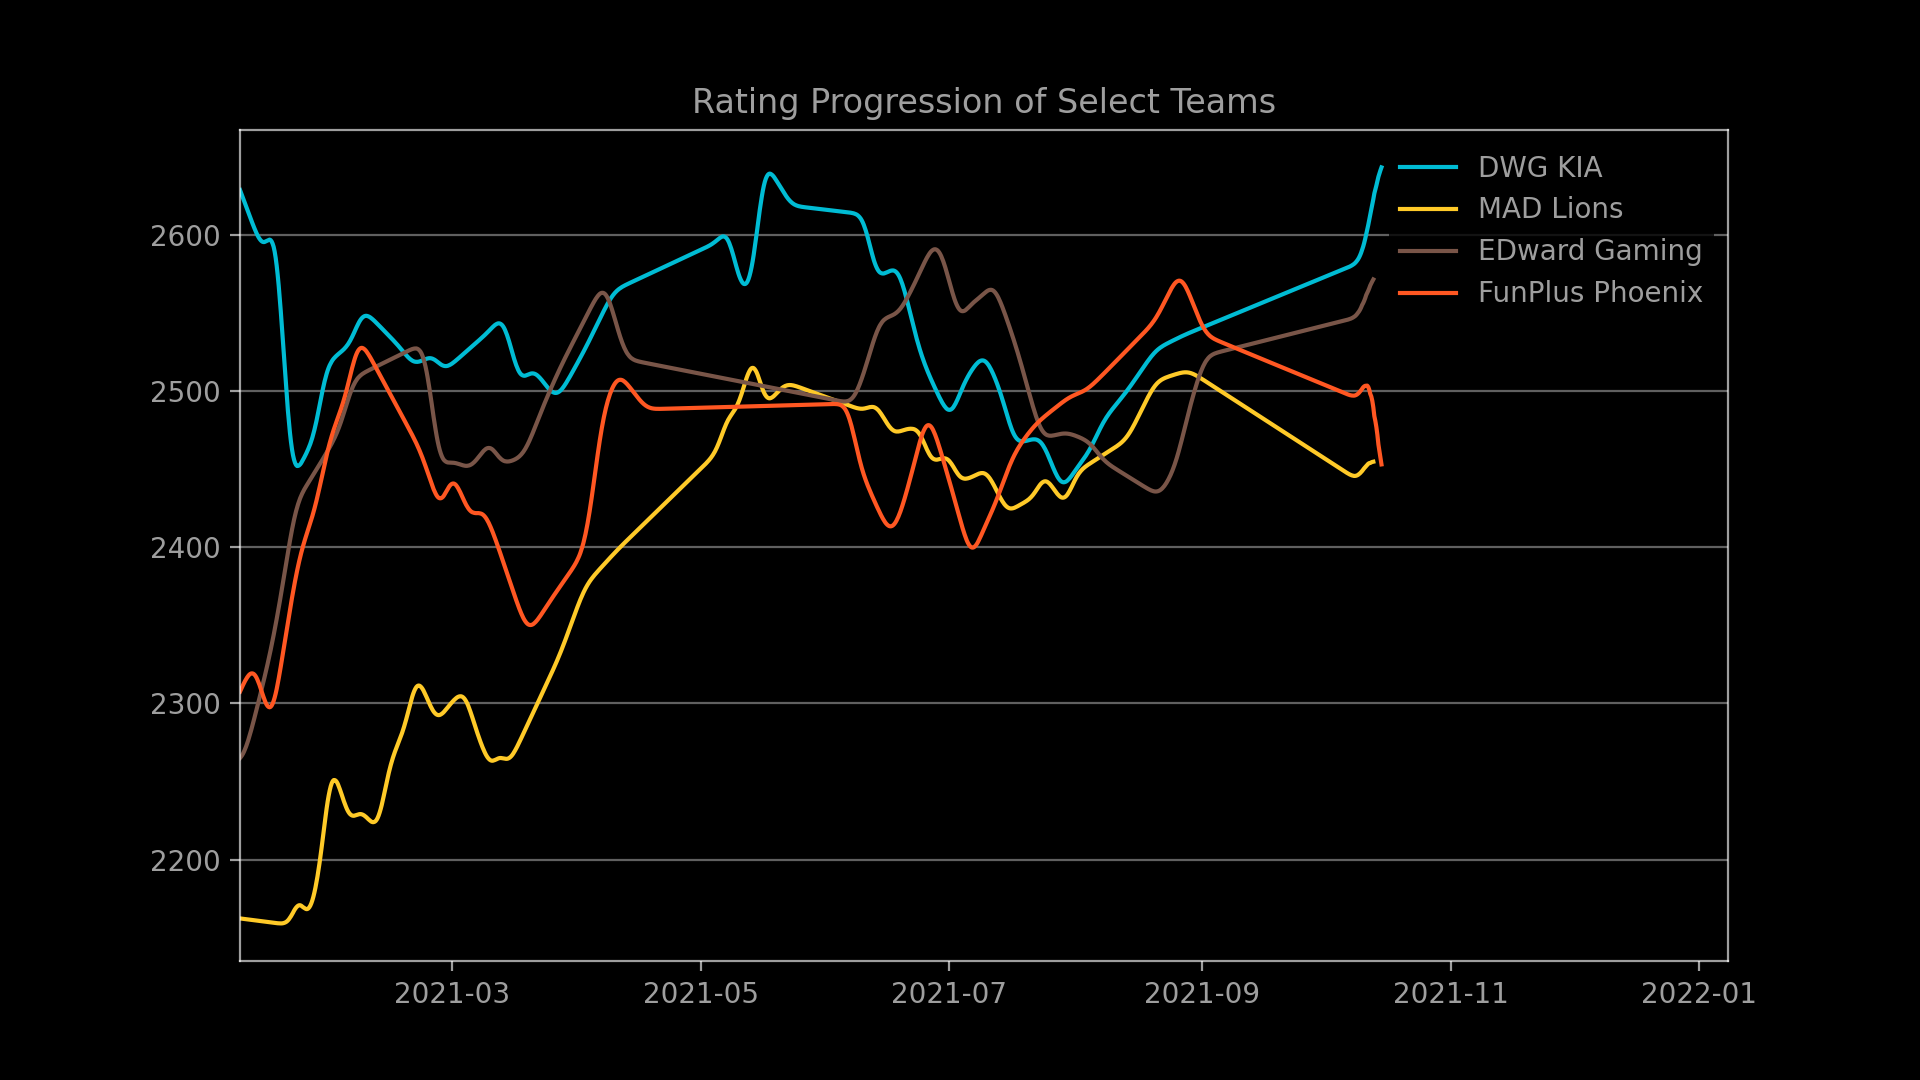 Rating Progression of Select Teams
DWG KIA
MAD Lions
EDward Gaming
FunPlus Phoenix
2600
2500
2400
2300
2200
2021-03 2021-05 2021-07 2021-09 2021-11 2022-01